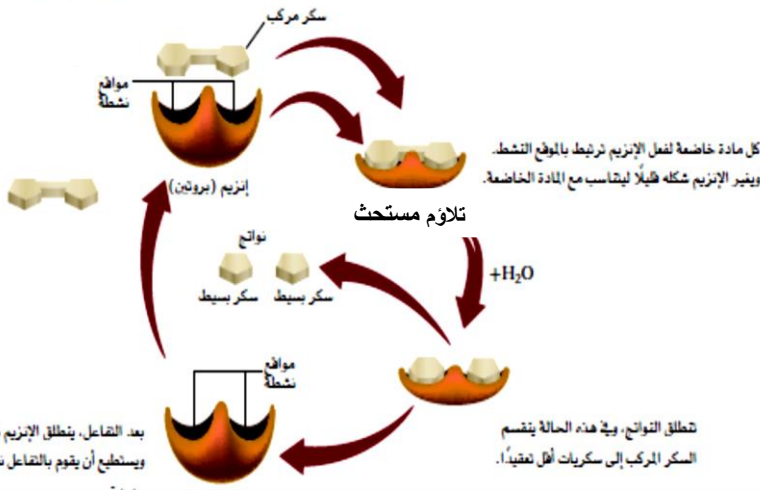 سكر مركب
مواقع
نشطة
إنزيم (بروتين)
كل مادة خاضعة لفعل الإنزيم ترتبط بالموقع النشط.
ويغير الإنزيم شكله قليلًا ليتناسب مع المادة الخاضعة.
تلاؤم مستحث
+H₂O
نواتج
سكر بسيط
سكر بسيط
مواقع
نشطة
تنطلق النواتج، وفي هذه الحالة ينقسم
السكر المركب إلى سكريات أقل تعقيدًا.
بعد التفاعل، ينطلق الإنزيم
ويستطيع أن يقوم بالتفاعل